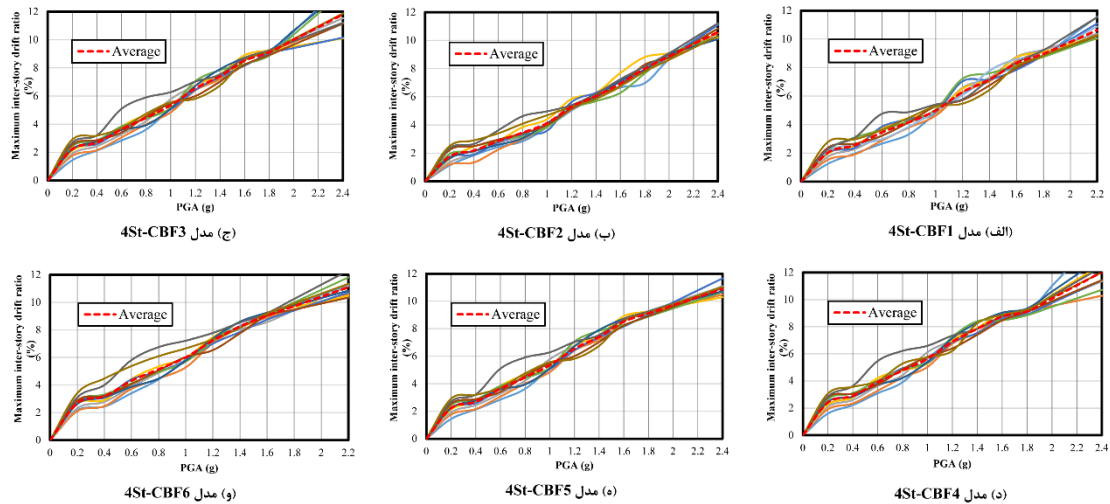 Maximum inter-story drift ratio
(%)
12
10
8
6
4
2
0
Average
0 0.2 0.4 0.6 0.8 1 1.2 1.4 1.6 1.8 2 2.2 2.4
PGA (g)
(ج) مدل 4St-CBF3
Maximum inter-story drift ratio
(%)
12
10
8
6
4
2
0
Average
0 0.2 0.4 0.6 0.8 1 1.2 1.4 1.6 1.8 2 2.2 2.4
PGA (g)
(ب) مدل 4St-CBF2
Maximum inter-story drift ratio
(%)
12
10
8
6
4
2
0
Average
0 0.2 0.4 0.6 0.8 1 1.2 1.4 1.6 1.8 2 2.2
PGA (g)
(الف) مدل 4St-CBF1
Maximum inter-story drift ratio
(%)
12
10
8
6
4
2
0
Average
0 0.2 0.4 0.6 0.8 1 1.2 1.4 1.6 1.8 2 2.2
PGA (g)
(و) مدل 4St-CBF6
Maximum inter-story drift ratio
(%)
12
10
8
6
4
2
0
Average
0 0.2 0.4 0.6 0.8 1 1.2 1.4 1.6 1.8 2 2.2 2.4
PGA (g)
(ه) مدل 4St-CBF5
Maximum inter-story drift ratio
(%)
12
10
8
6
4
2
0
Average
0 0.2 0.4 0.6 0.8 1 1.2 1.4 1.6 1.8 2 2.2 2.4
PGA (g)
(د) مدل 4St-CBF4